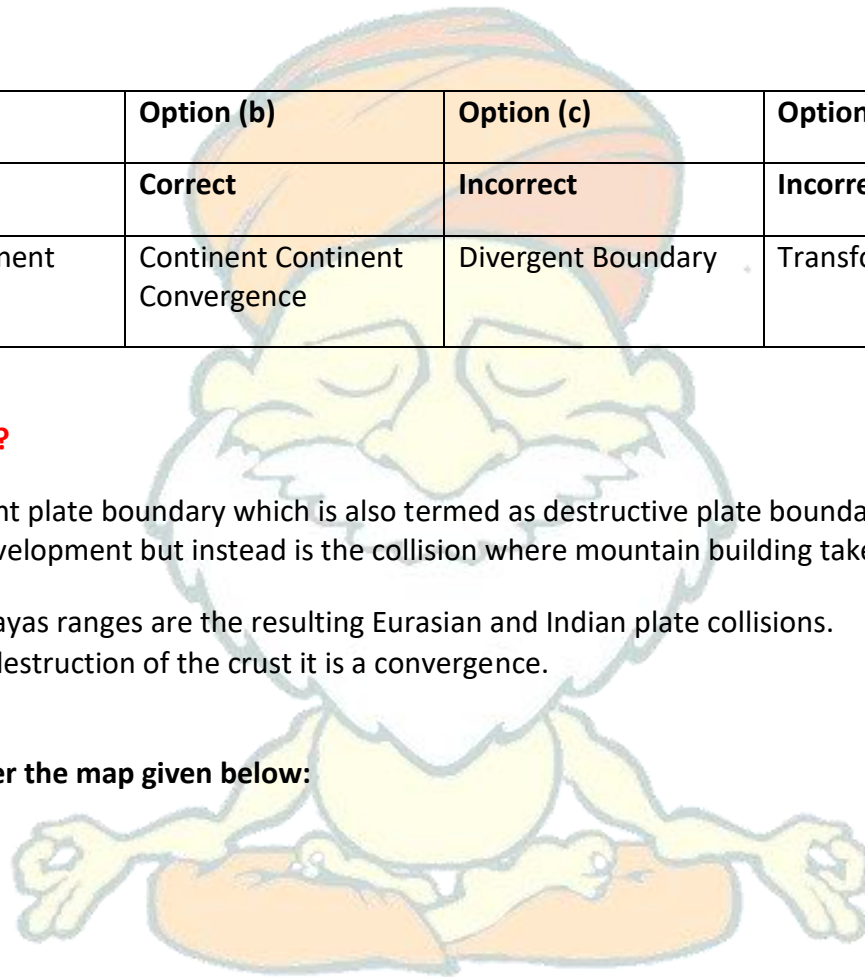 Option (b) Option (c) Option
Correct Incorrect Incorre
nent Continent Continent Divergent Boundary Transfo
Convergence
?
nt plate boundary which is also termed as destructive plate bounda
velopment but instead is the collision where mountain building take
ayas ranges are the resulting Eurasian and Indian plate collisions.
destruction of the crust it is a convergence.
er the map given below: